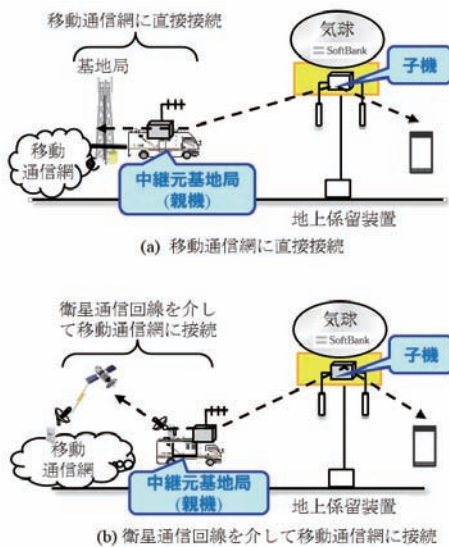 移動通信網に直接接続
基地局
気球
SoftBank
子機
移動
通信網
中継元基地局
(親機)
地上係留装置
(a) 移動通信網に直接接続
衛星通信回線を介し
て移動通信網に接続
気球
SoftBank
子機
移動
通信網
中継元基地局
(親機)
地上係留装置
(b) 衛星通信回線を介して移動通信網に接続